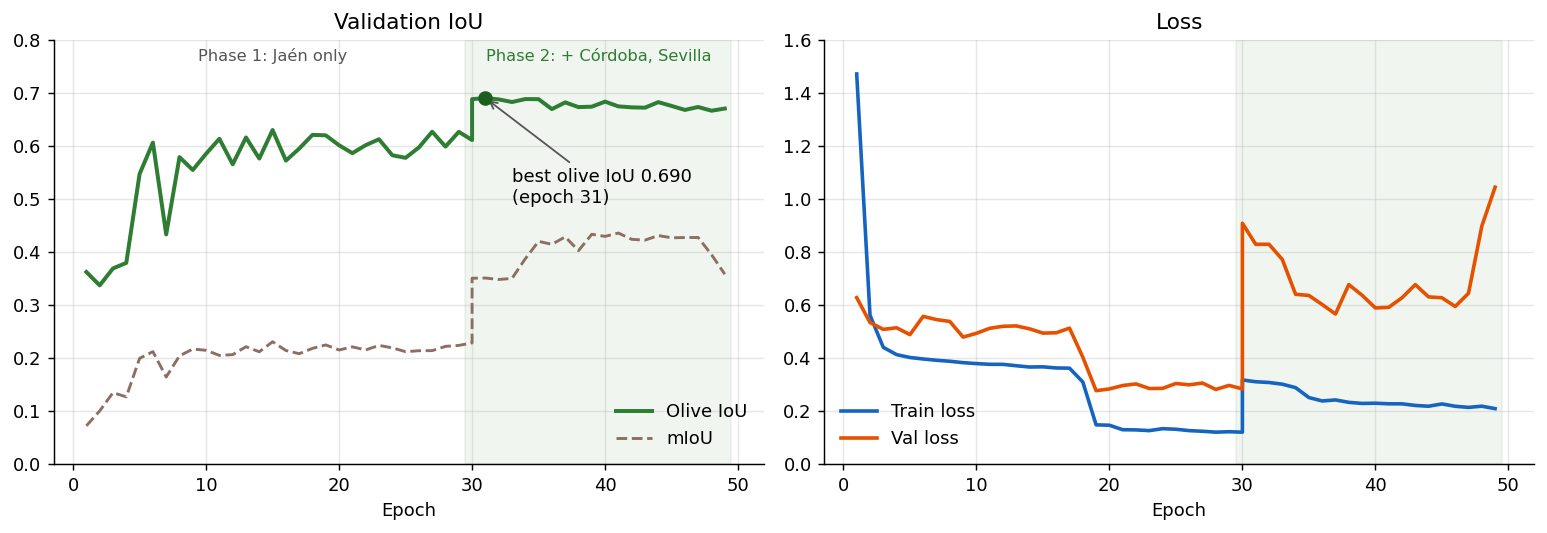 Validation IoU
Phase 1: Jaén only
Phase 2: + Córdoba, Sevilla
0.8
0.7
0.6
0.5
0.4
0.3
0.2
0.1
0.0
best olive IoU 0.690
(epoch 31)
Olive IoU
mIoU
0 10 20 30 40 50
Epoch
Loss
1.6
1.4
1.2
1.0
0.8
0.6
0.4
0.2
0.0
Train loss
Val loss
0 10 20 30 40 50
Epoch